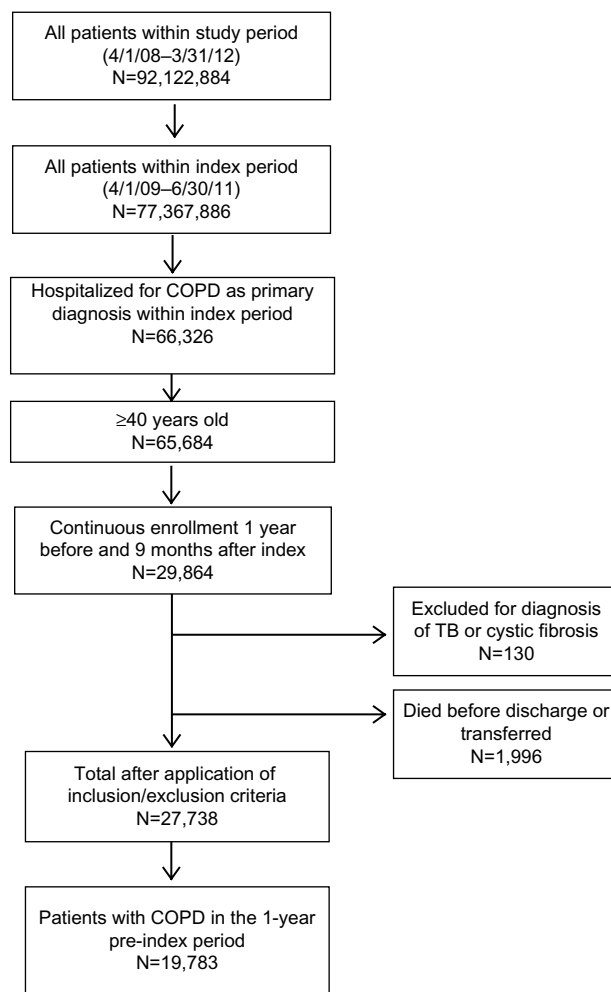 All patients within study period
(4/1/08–3/31/12)
N=92,122,884
All patients within index period
(4/1/09–6/30/11)
N=77,367,886
Hospitalized for COPD as primary
diagnosis within index period
N=66,326
≥40 years old
N=65,684
Continuous enrollment 1 year
before and 9 months after index
N=29,864
Excluded for diagnosis
of TB or cystic fibrosis
N=130
Died before discharge or
transferred
N=1,996
Total after application of
inclusion/exclusion criteria
N=27,738
Patients with COPD in the 1-year
pre-index period
N=19,783